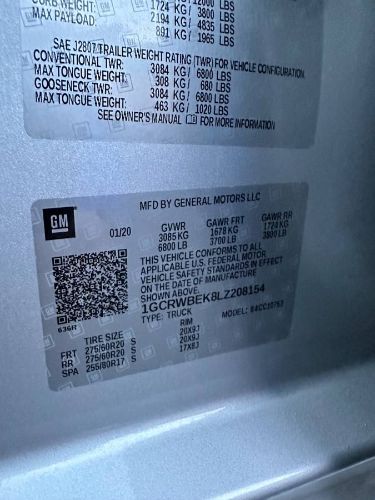 CURB WEIGHT: 1724 KG / 3800 LBS
MAX PAYLOAD: 2194 KG / 4835 LBS
891 KG / 1965 LBS
SAE J2807 TRAILER WEIGHT RATING (TWR) FOR VEHICLE CONFIGURATION.
CONVENTIONAL TWR: 3084 KG / 6800 LBS
MAX TONGUE WEIGHT: 308 KG / 680 LBS
GOOSENECK TWR: 3084 KG / 6800 LBS
MAX TONGUE WEIGHT: 463 KG / 1020 LBS
SEE OWNER'S MANUAL FOR MORE INFORMATION
GM
MFD BY GENERAL MOTORS LLC
01/20 GVWR GAWR FRT GAWR RR
3085 KG 1678 KG 1724 KG
6800 LB 3700 LB 3800 LB
THIS VEHICLE CONFORMS TO ALL
APPLICABLE U.S. FEDERAL MOTOR
VEHICLE SAFETY STANDARDS IN EFFECT
ON THE DATE OF MANUFACTURE SHOWN ABOVE.
1GCRWBEK8LZ208154
636R TYPE: TRUCK MODEL:
TIRE SIZE RIM
FRT 275/60R20 S 20X9J
RR 275/60R20 S 20X9J
SPA 255/80R17 S 17X8J